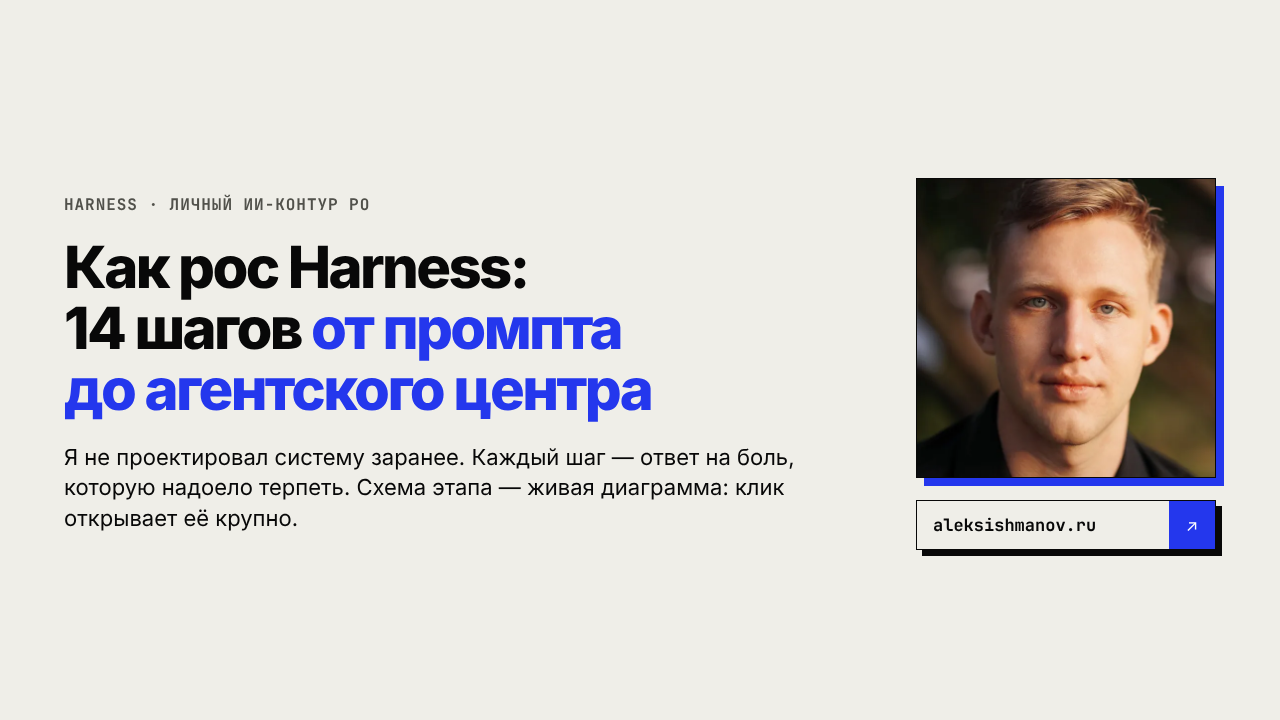 HARNESS · ЛИЧНЫЙ ИИ-КОНТУР РО
Как рос Harness:
14 шагов от промпта
до агентского центра
Я не проектировал систему заранее. Каждый шаг — ответ на боль,
которую надоело терпеть. Схема этапа — живая диаграмма: клик
открывает её крупно.
aleksishmanov.ru